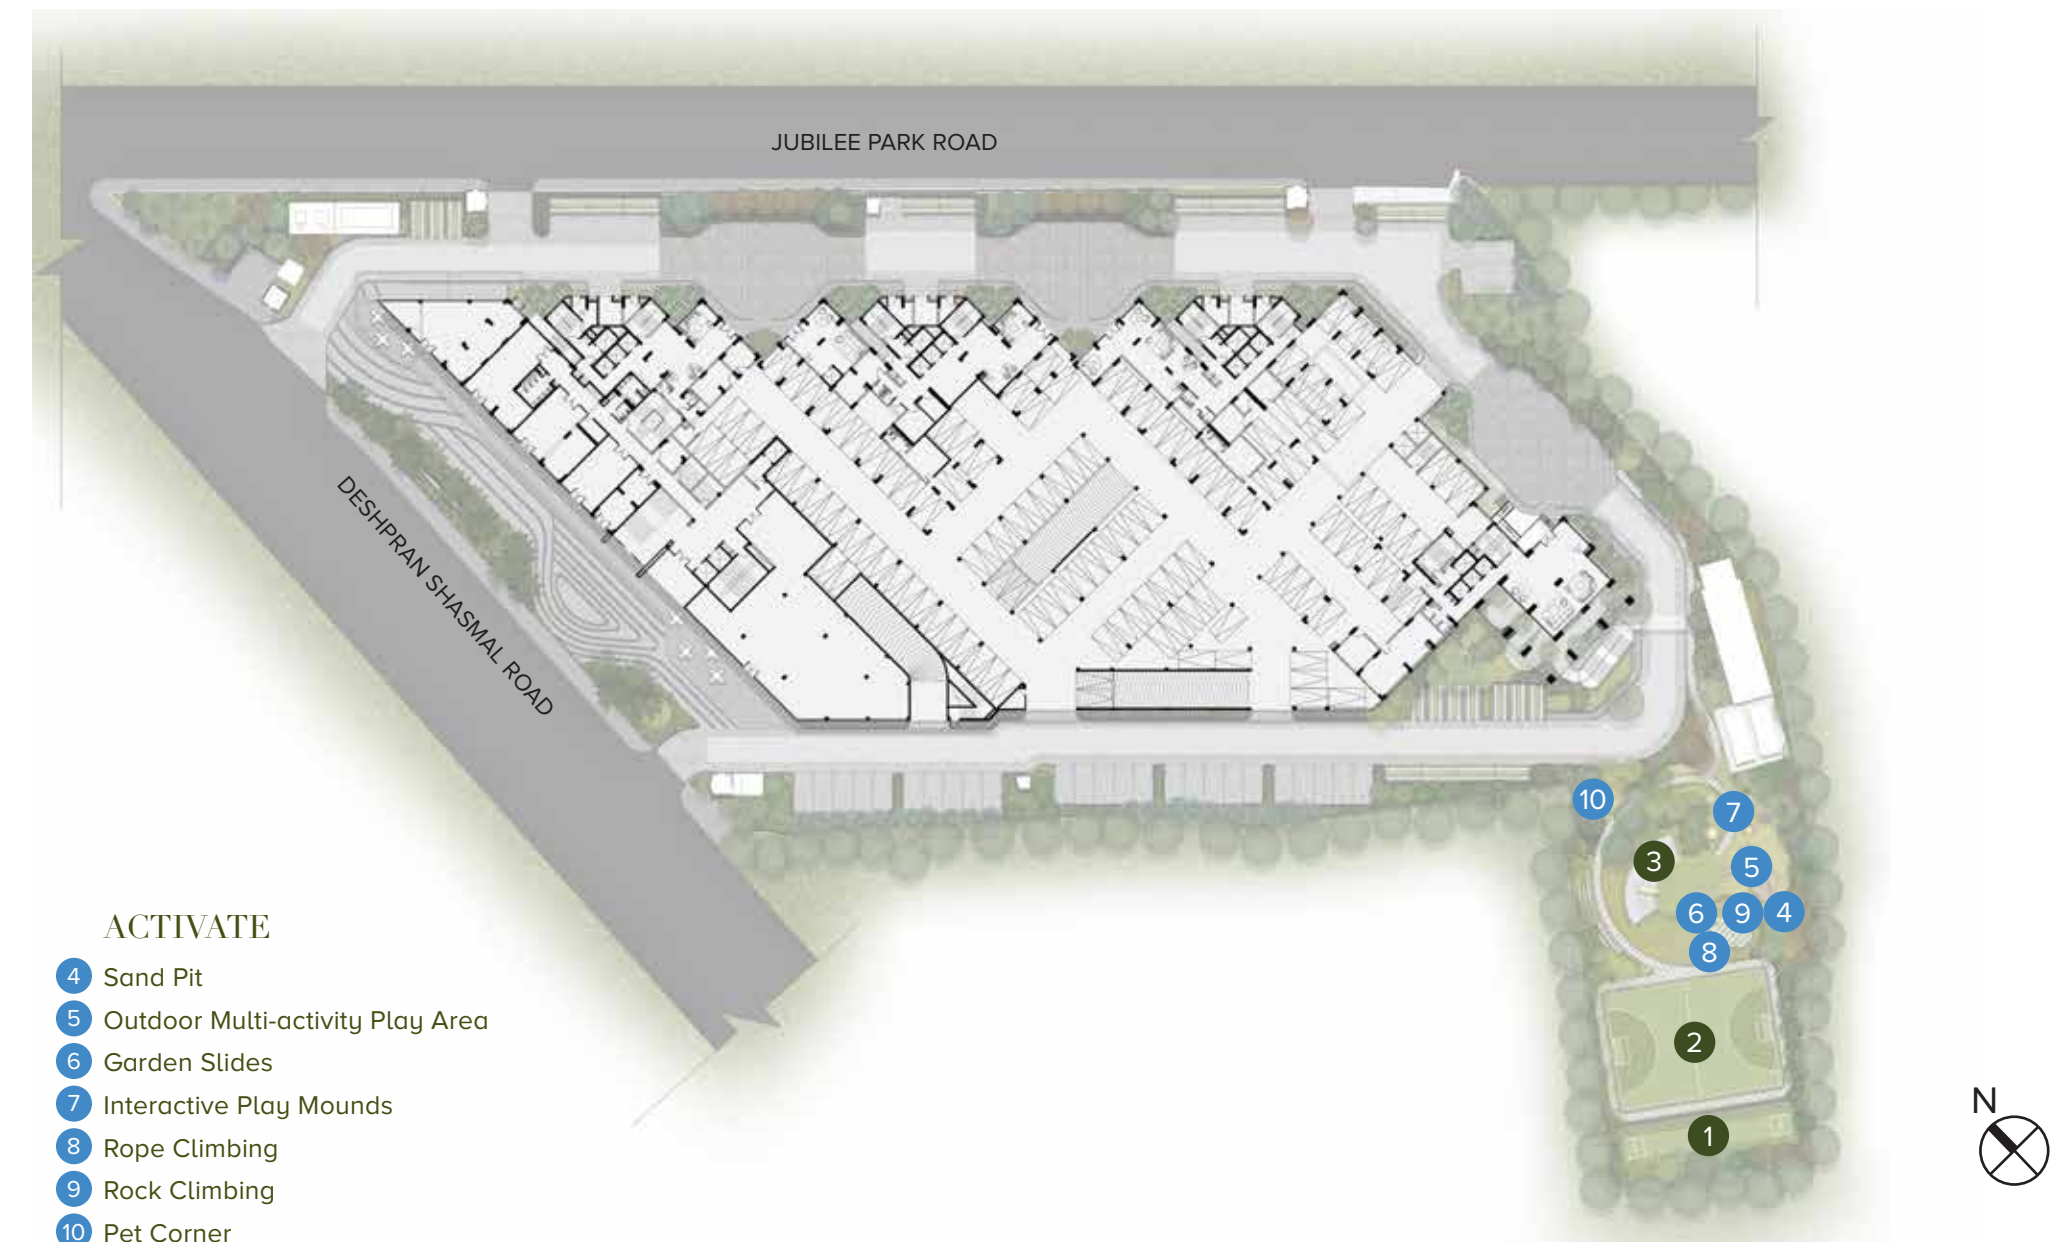 JUBILEE PARK ROAD
DESHPRAN SHASMAL ROAD
10
7
3
5
6
9
4
8
2
1
N
ACTIVATE
4 Sand Pit
5 Outdoor Multi-activity Play Area
6 Garden Slides
7 Interactive Play Mounds
8 Rope Climbing
9 Rock Climbing
10 Pet Corner